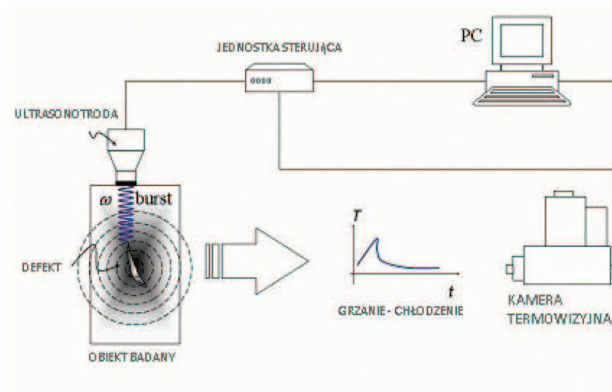 JEDNOSTKA STERUJĄCA
PC
ULTRASONOTRODA
ω burst
DEFEKT
T
t
GRZANIE - CHŁODZENIE
KAMERA
TERMOWIZYJNA
OBIEKT BADANY